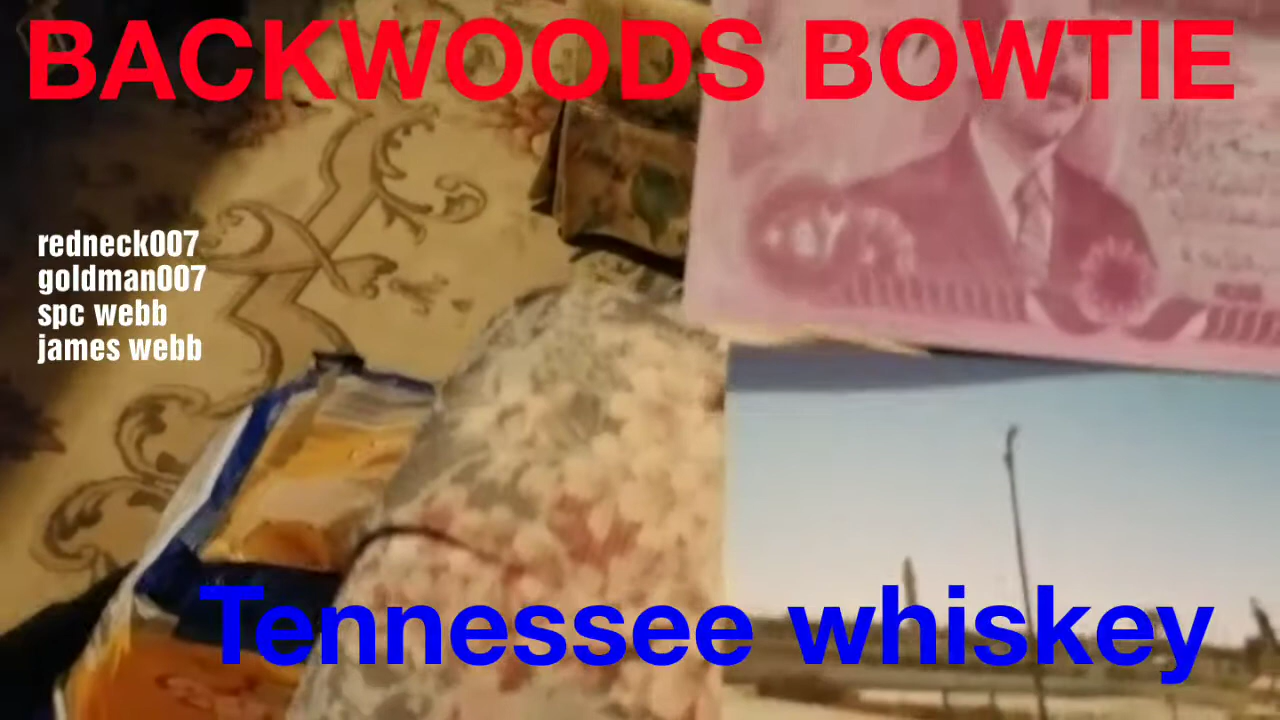 BACKWOODS BOWTIE
redneck007
goldman007
spc webb
james webb
Tennessee whiskey